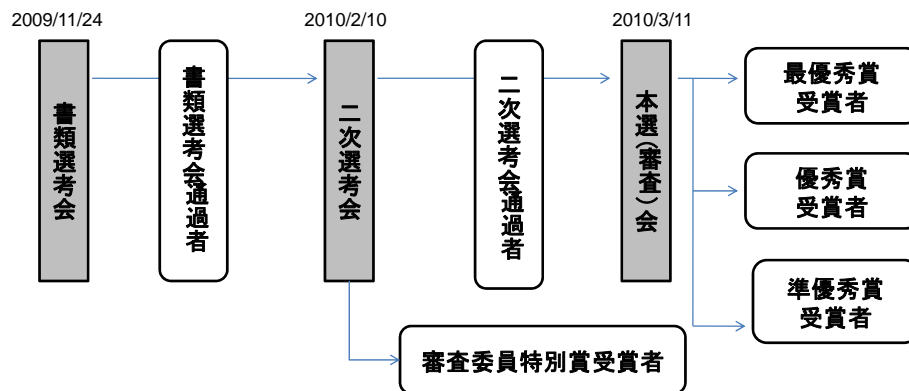 2009/11/24
2010/2/10
2010/3/11
書類選考会
書類選考会通過者
二次選考会
二次選考会通過者
本選(審査)会
最優秀賞
受賞者
優秀賞
受賞者
準優秀賞
受賞者
審査委員特別賞受賞者